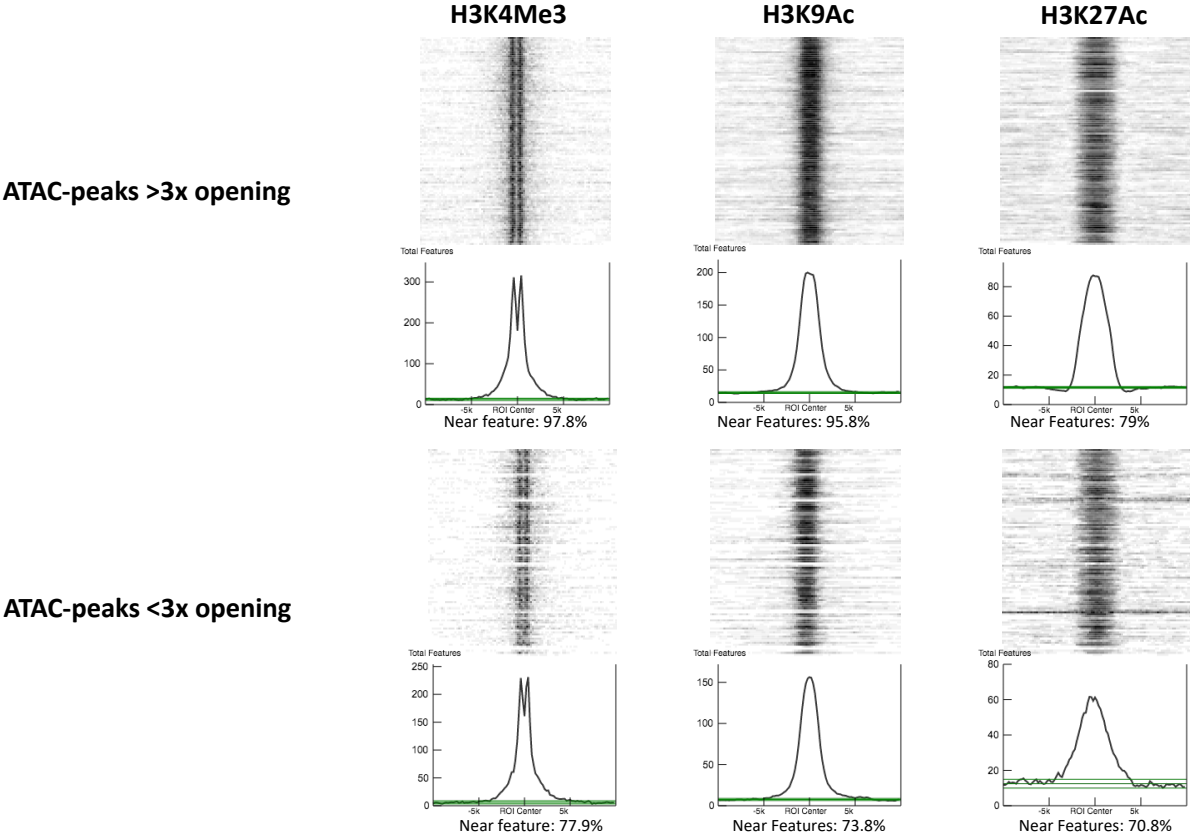 H3K4Me3 H3K9Ac H3K27Ac
ATAC-peaks >3x opening
Total Features Total Features Total Features
300 200 80
200 150 60
100 100 40
0 50 20
0 0
-5k ROI Center 5k -5k ROI Center 5k -5k ROI Center 5k
Near feature: 97.8% Near Features: 95.8% Near Features: 79%
ATAC-peaks <3x opening
Total Features Total Features Total Features
250 150 80
200 100 60
150 50 40
100 0 20
50 0
0
-5k ROI Center 5k -5k ROI Center 5k -5k ROI Center 5k
Near feature: 77.9% Near Features: 73.8% Near Features: 70.8%